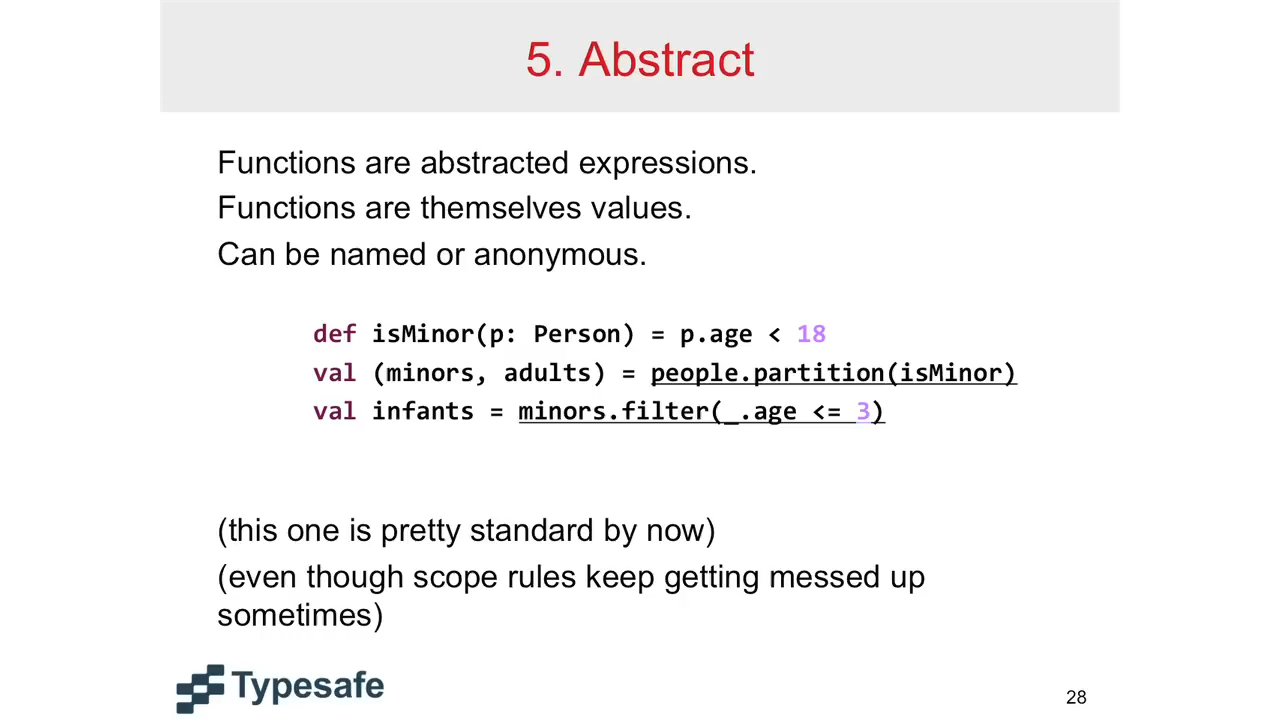 5. Abstract
Functions are abstracted expressions.
Functions are themselves values.
Can be named or anonymous.
def isMinor(p: Person) = p.age < 18
val (minors, adults) = people.partition(isMinor)
val infants = minors.filter(_.age <= 3)
(this one is pretty standard by now)
(even though scope rules keep getting messed up
sometimes)
Typesafe
28